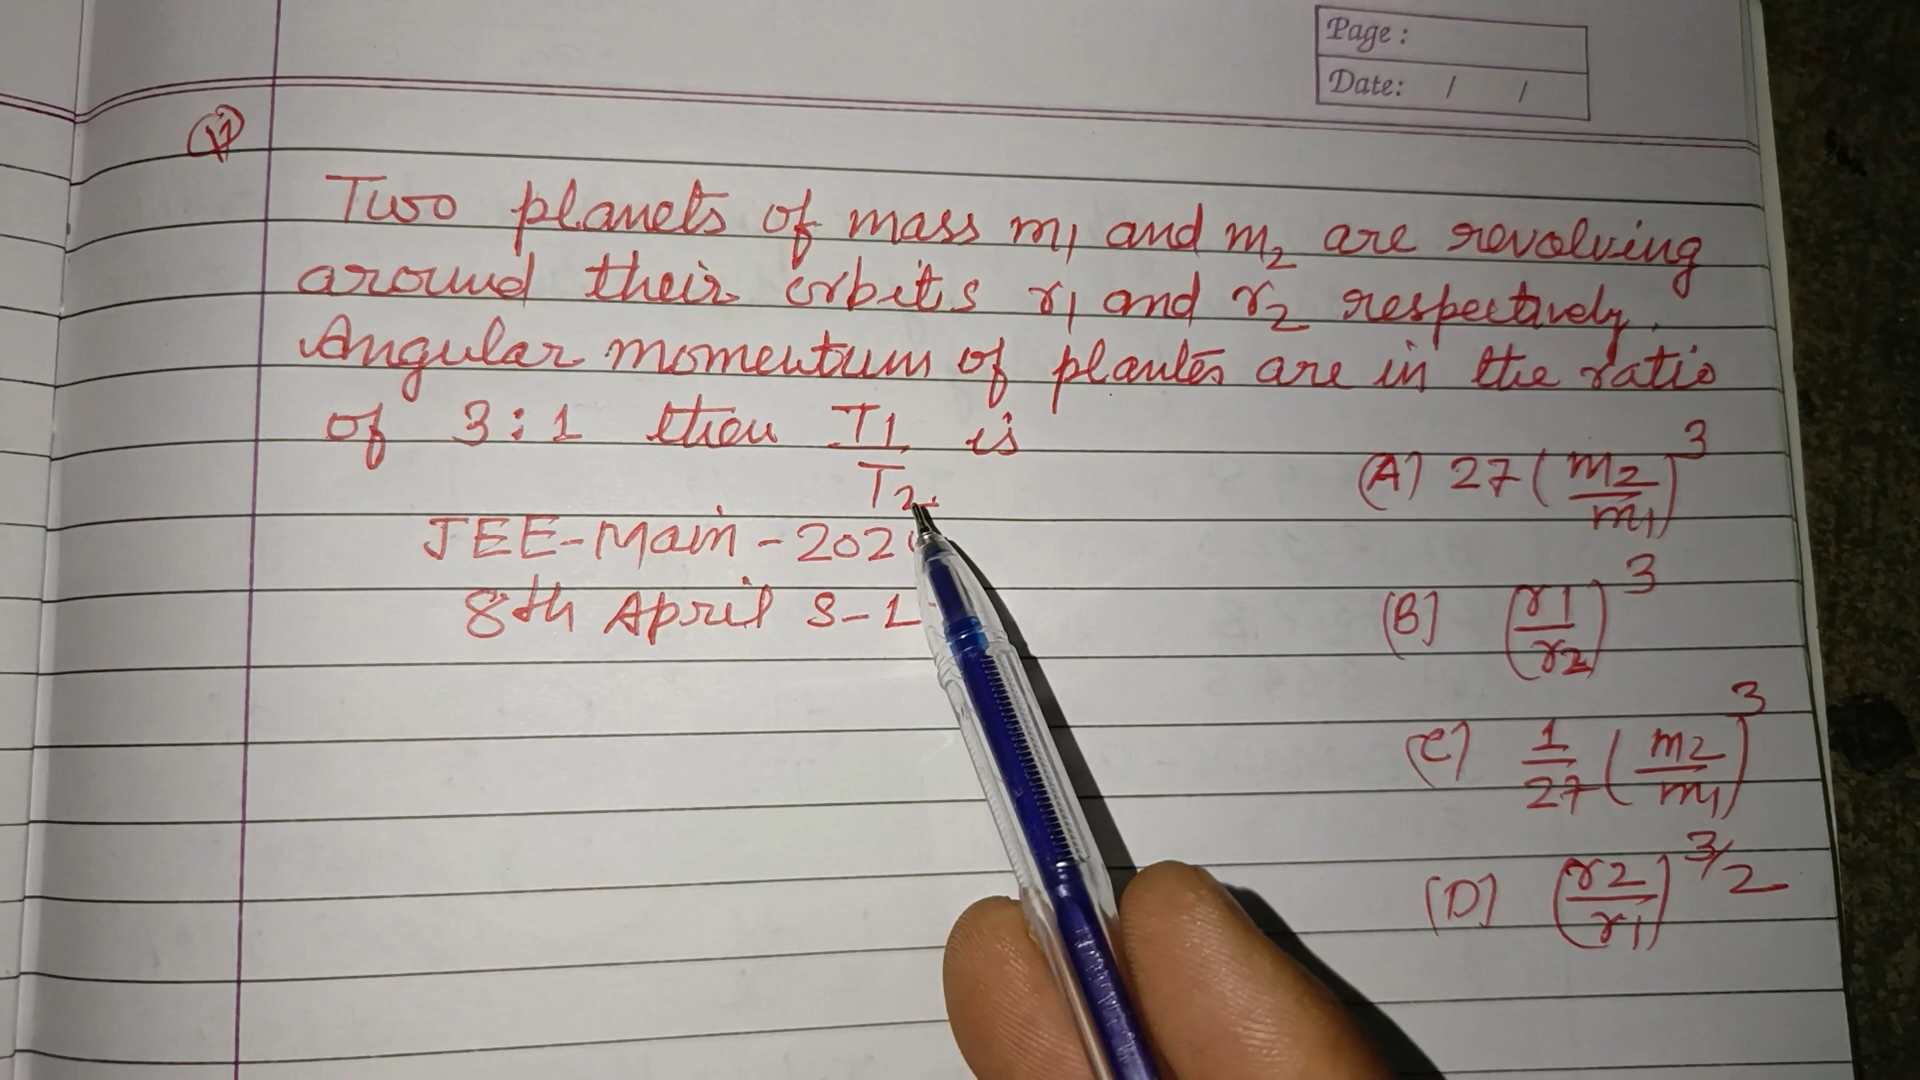 Page:
Date: / /
Two planets of mass m₁ and m₂ are revolving
around their orbits r₁ and r₂ respectively.
Angular momentum of plantes are in the ratio
of 3:1 then T1/T2 is
JEE-Main-202
8th April S-1
(A) 27(m2/m1)³
(B) (r1/r2)³
(C) 1/27(m2/m1)³
(D) (r2/r1)^3/2